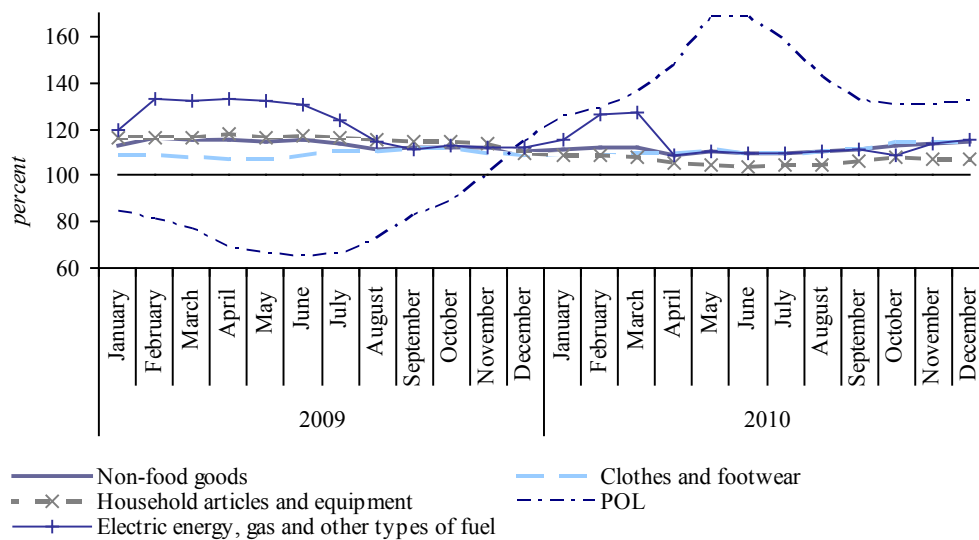 160
140
120
100
80
60
percent
January
February
March
April
May
June
July
August
September
October
November
December
January
February
March
April
May
June
July
August
September
October
November
December
2009
2010
Non-food goods
Clothes and footwear
Household articles and equipment
POL
Electric energy, gas and other types of fuel